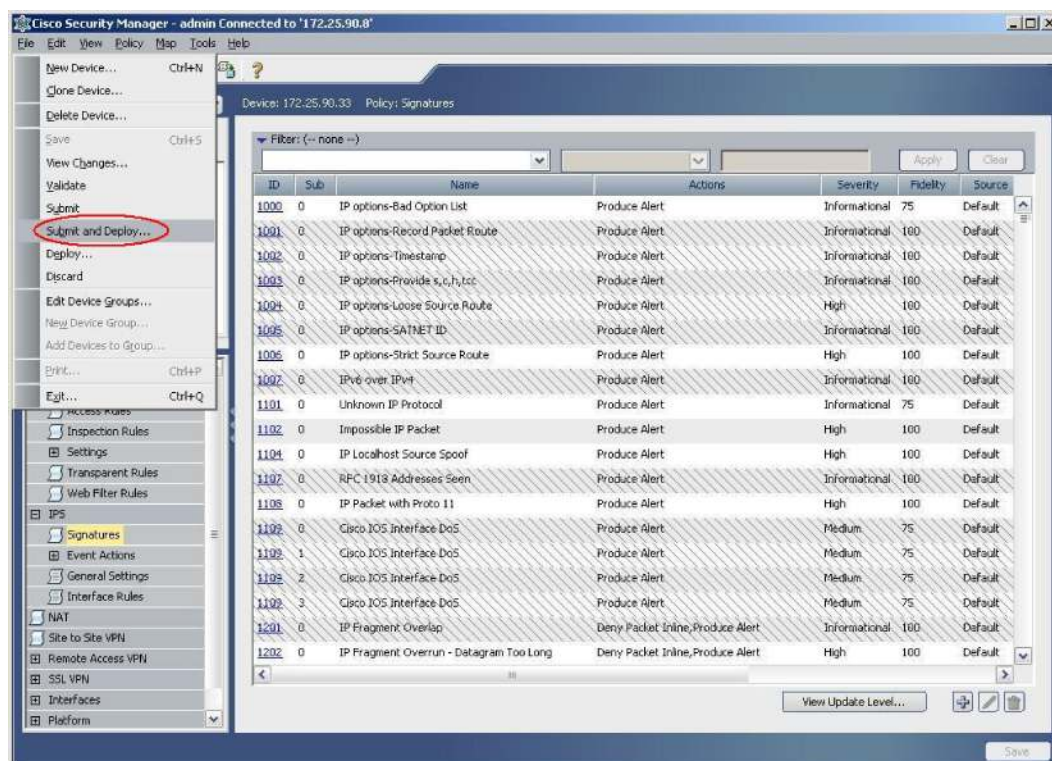 Cisco Security Manager - admin Connected to '172.25.90.8'
File Edit View Policy Map Tools Help
New Device... Ctrl+N
Clone Device...
Delete Device...
Save Ctrl+S
View Changes...
Validate
Submit
Submit and Deploy...
Deploy...
Discard
Edit Device Groups...
New Device Group...
Add Devices to Group...
Print... Ctrl+P
Exit... Ctrl+Q
Access Rules
Inspection Rules
Settings
Transparent Rules
Web Filter Rules
IPS
Signatures
Event Actions
General Settings
Interface Rules
NAT
Site to Site VPN
Remote Access VPN
SSL VPN
Interfaces
Platform
Device: 172.25.90.33 Policy: Signatures
Filter: (-- none --)
Apply Clear
ID Sub Name Actions Severity Fidelity Source
1000 0 IP options-Bad Option List Produce Alert Informational 75 Default
1001 0 IP options-Record Packet Route Produce Alert Informational 100 Default
1002 0 IP options-Timestamp Produce Alert Informational 100 Default
1003 0 IP options-Provide s,c,h,tcc Produce Alert Informational 100 Default
1004 0 IP options-Loose Source Route Produce Alert High 100 Default
1005 0 IP options-SATNET ID Produce Alert Informational 100 Default
1006 0 IP options-Strict Source Route Produce Alert High 100 Default
1007 0 IPv6 over IPv4 Produce Alert Informational 100 Default
1101 0 Unknown IP Protocol Produce Alert Informational 75 Default
1102 0 Impossible IP Packet Produce Alert High 100 Default
1104 0 IP Localhost Source Spoof Produce Alert High 100 Default
1107 0 RFC 1918 Addresses Seen Produce Alert Informational 100 Default
1108 0 IP Packet with Proto 11 Produce Alert High 100 Default
1109 0 Cisco IOS Interface DoS Produce Alert Medium 75 Default
1109 1 Cisco IOS Interface DoS Produce Alert Medium 75 Default
1109 2 Cisco IOS Interface DoS Produce Alert Medium 75 Default
1109 3 Cisco IOS Interface DoS Produce Alert Medium 75 Default
1201 0 IP Fragment Overlap Deny Packet Inline,Produce Alert Informational 100 Default
1202 0 IP Fragment Overrun - Datagram Too Long Deny Packet Inline,Produce Alert High 100 Default
View Update Level...
Save